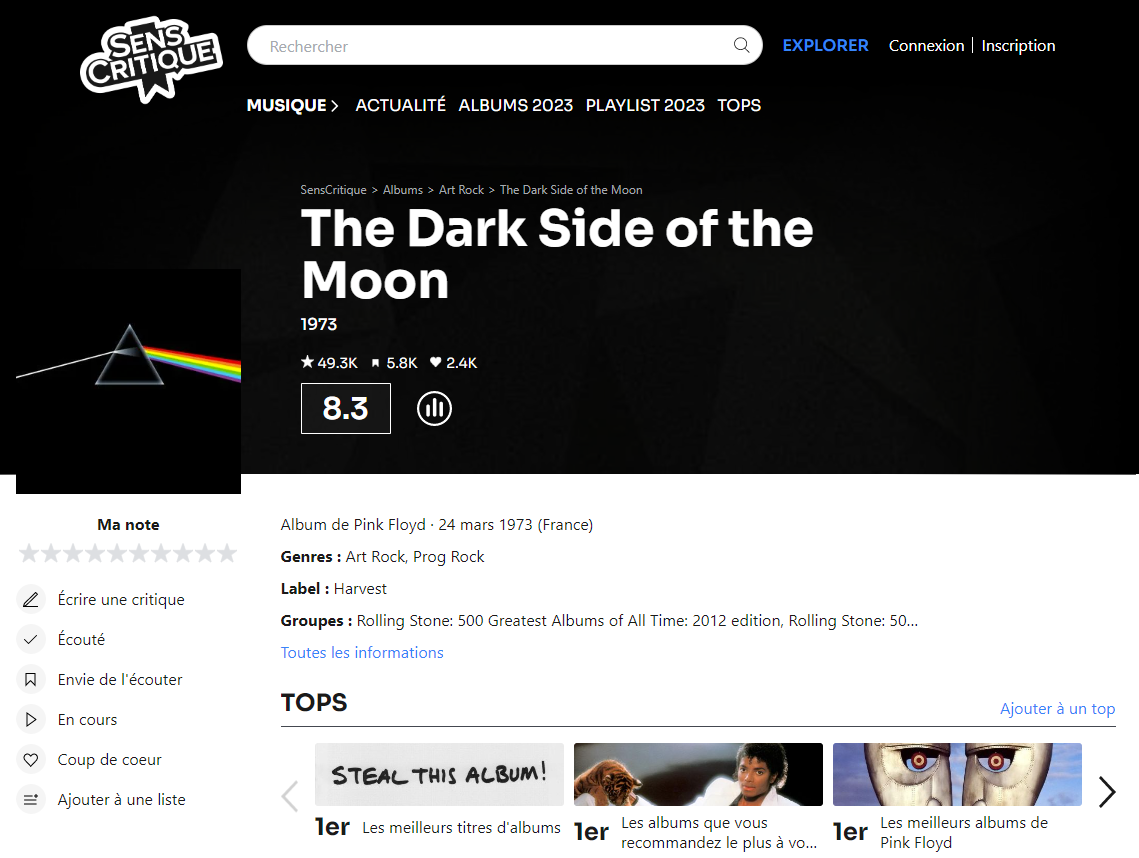 SENS
CRITIQUE
Rechercher
EXPLORER
Connexion | Inscription
MUSIQUE > ACTUALITÉ ALBUMS 2023 PLAYLIST 2023 TOPS
SensCritique > Albums > Art Rock > The Dark Side of the Moon
The Dark Side of the
Moon
1973
49.3K 5.8K 2.4K
8.3
Ma note
Écrire une critique
Écouté
Envie de l'écouter
En cours
Coup de coeur
Ajouter à une liste
Album de Pink Floyd · 24 mars 1973 (France)
Genres : Art Rock, Prog Rock
Label : Harvest
Groupes : Rolling Stone: 500 Greatest Albums of All Time: 2012 edition, Rolling Stone: 50...
Toutes les informations
TOPS
Ajouter à un top
STEAL THIS ALBUM!
1er Les meilleurs titres d'albums
1er Les albums que vous
recommandez le plus à vo...
1er Les meilleurs albums de
Pink Floyd